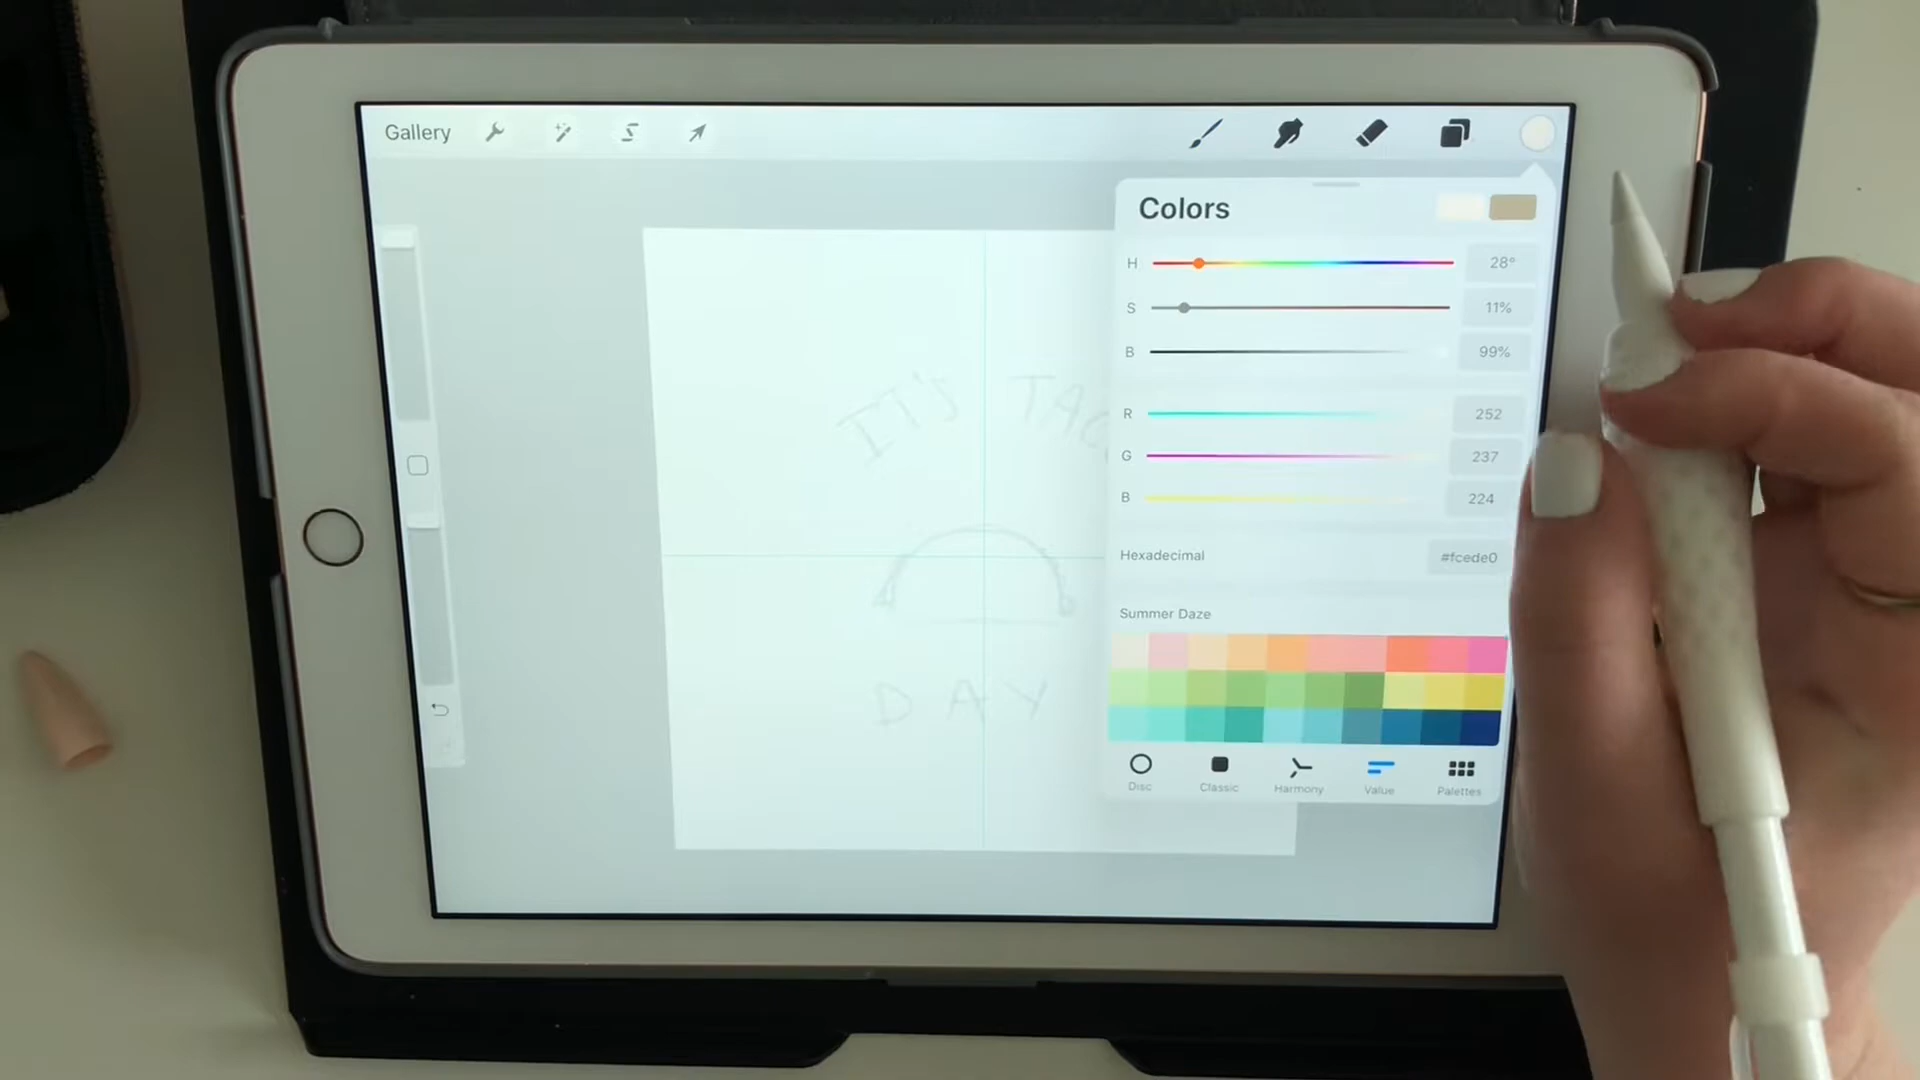 Gallery
Colors
H 28°
S 11%
B 99%
R 252
G 237
B 224
Hexadecimal #fcede0
Summer Daze
Disc Classic Harmony Value Palettes
IT'S TAC
DAY